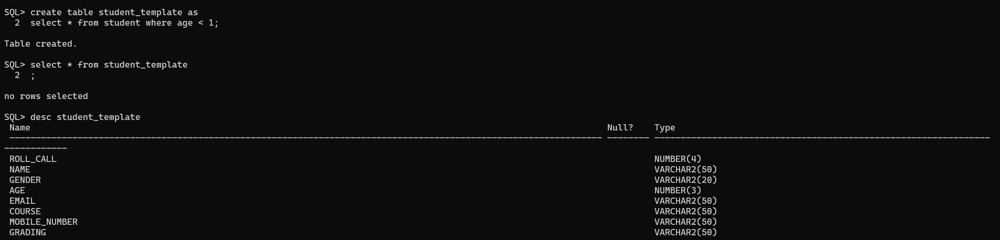 SQL> create table student_template as
  2  select * from student where age < 1;
Table created.
SQL> select * from student_template
  2  ;
no rows selected
SQL> desc student_template
 Name                                                                                                              Null?    Type
 ----------------------------------------------------------------------------------------------------------------- -------- ----------------------------------------------------------------
------------
 ROLL_CALL                                                                                                                  NUMBER(4)
 NAME                                                                                                                       VARCHAR2(50)
 GENDER                                                                                                                     VARCHAR2(20)
 AGE                                                                                                                        NUMBER(3)
 EMAIL                                                                                                                      VARCHAR2(50)
 COURSE                                                                                                                     VARCHAR2(50)
 MOBILE_NUMBER                                                                                                              VARCHAR2(50)
 GRADING                                                                                                                    VARCHAR2(50)